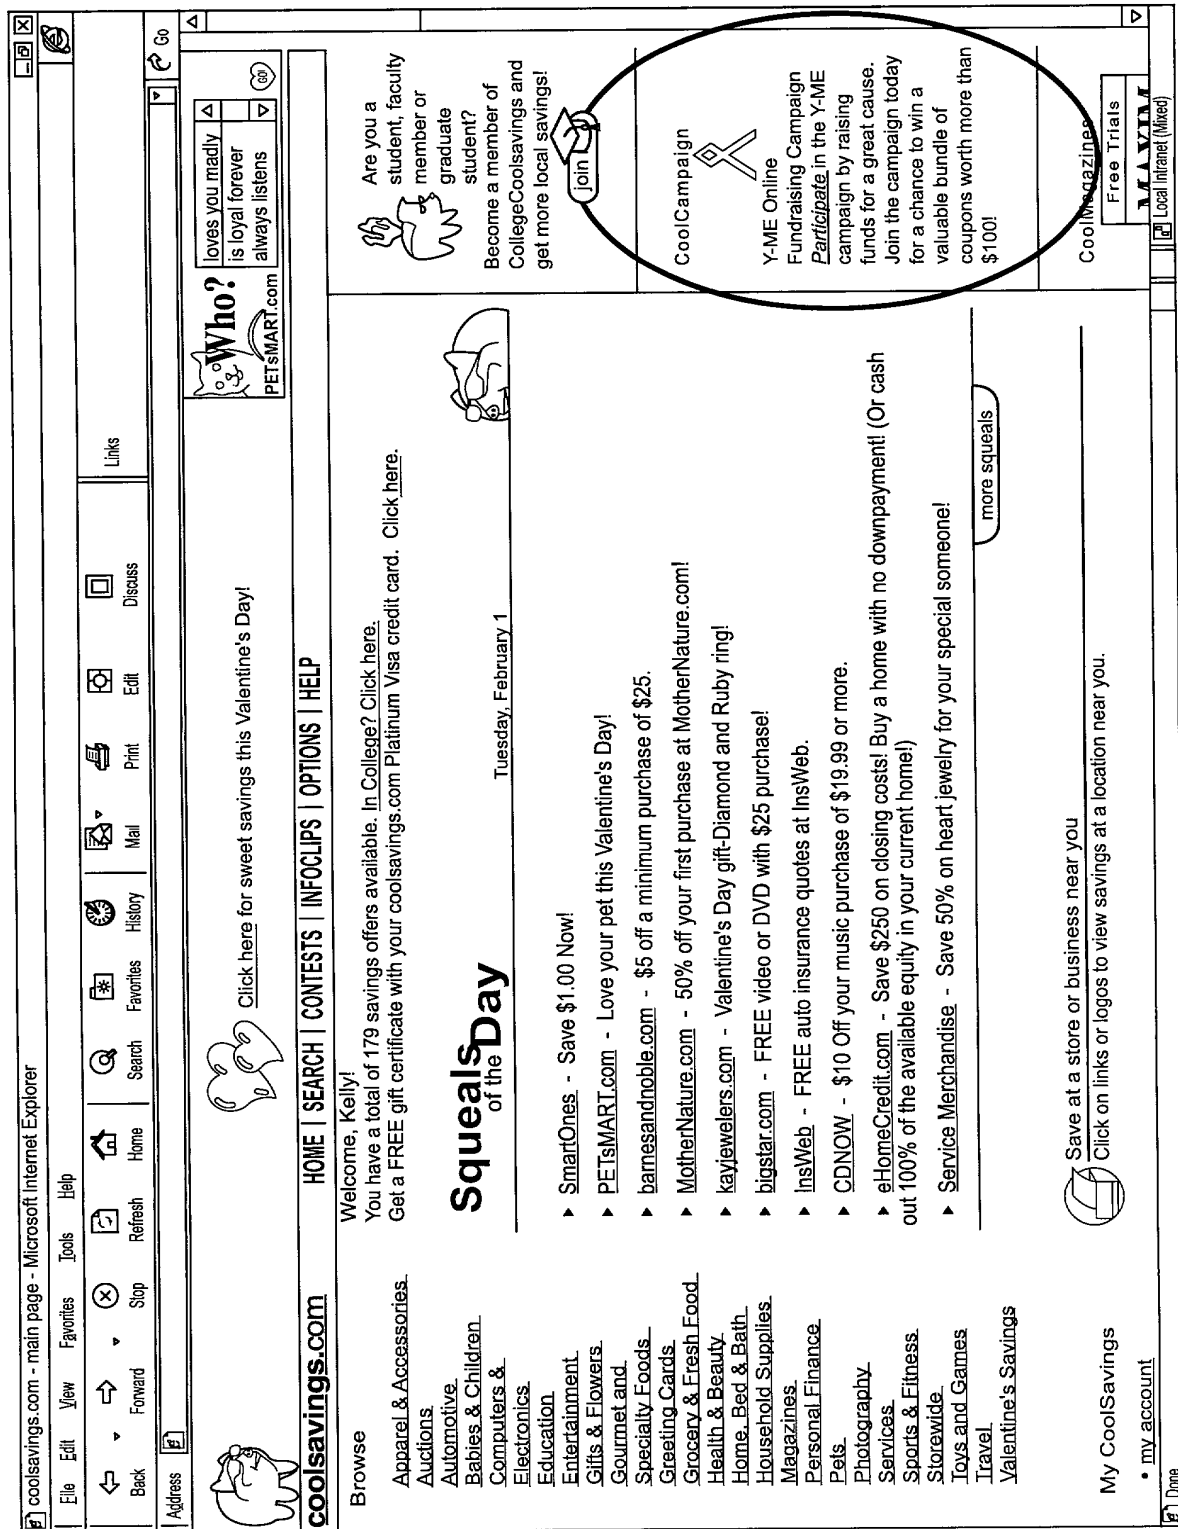 coolsavings.com - main page - Microsoft Internet Explorer
File Edit View Favorites Tools Help
Back Forward Stop Refresh Home Search Favorites History Mail Print Edit Discuss Links
Address Go
Click here for sweet savings this Valentine's Day!
Who?
PETsMART.com
loves you madly
is loyal forever
always listens
GO!
coolsavings.com
HOME | SEARCH | CONTESTS | INFOCLIPS | OPTIONS | HELP
Browse
Apparel & Accessories
Auctions
Automotive
Babies & Children
Computers &
Electronics
Education
Entertainment
Gifts & Flowers
Gourmet and
Specialty Foods
Greeting Cards
Grocery & Fresh Food
Health & Beauty
Home, Bed & Bath
Household Supplies
Magazines
Personal Finance
Pets
Photography
Services
Sports & Fitness
Storewide
Toys and Games
Travel
Valentine's Savings
My CoolSavings
• my account
Welcome, Kelly!
You have a total of 179 savings offers available. In College? Click here.
Get a FREE gift certificate with your coolsavings.com Platinum Visa credit card. Click here.
Squeals
of the Day
Tuesday, February 1
SmartOnes - Save $1.00 Now!
PETsMART.com - Love your pet this Valentine's Day!
barnesandnoble.com - $5 off a minimum purchase of $25.
MotherNature.com - 50% off your first purchase at MotherNature.com!
kayjewelers.com - Valentine's Day gift-Diamond and Ruby ring!
bigstar.com - FREE video or DVD with $25 purchase!
InsWeb - FREE auto insurance quotes at InsWeb.
CDNOW - $10 Off your music purchase of $19.99 or more.
eHomeCredit.com - Save $250 on closing costs! Buy a home with no downpayment! (Or cash
out 100% of the available equity in your current home!)
Service Merchandise - Save 50% on heart jewelry for your special someone!
more squeals
Save at a store or business near you
Click on links or logos to view savings at a location near you.
Are you a
student, faculty
member or
graduate
student?
Become a member of
CollegeCoolsavings and
get more local savings!
join
CoolCampaign
Y-ME Online
Fundraising Campaign
Participate in the Y-ME
campaign by raising
funds for a great cause.
Join the campaign today
for a chance to win a
valuable bundle of
coupons worth more than
$100!
CoolMagazines
Free Trials
MAXIM
Done
Local Intranet (Mixed)